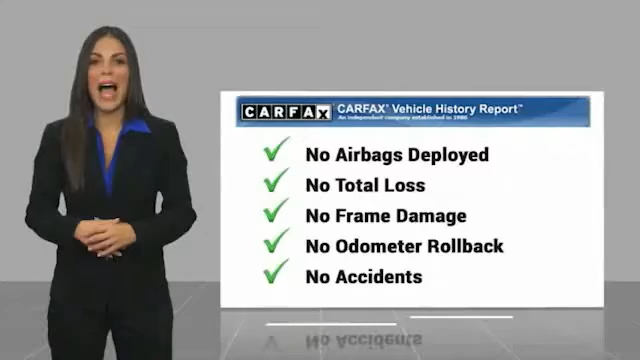 CARFAX CARFAX® Vehicle History Report™
An independent company established in 1986
No Airbags Deployed
No Total Loss
No Frame Damage
No Odometer Rollback
No Accidents